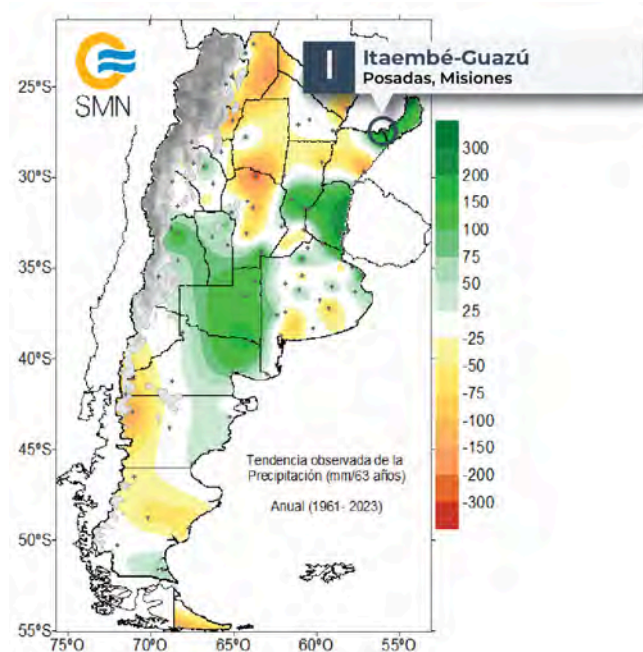 SMN
I
Itaembé-Guazú
Posadas, Misiones
25°S
30°S
35°S
40°S
45°S
50°S
55°S
75°O
70°O
65°O
60°O
55°O
300
200
150
100
75
50
25
-25
-50
-75
-100
-150
-200
-300
Tendencia observada de la
Precipitación (mm/63 años)
Anual (1961- 2023)